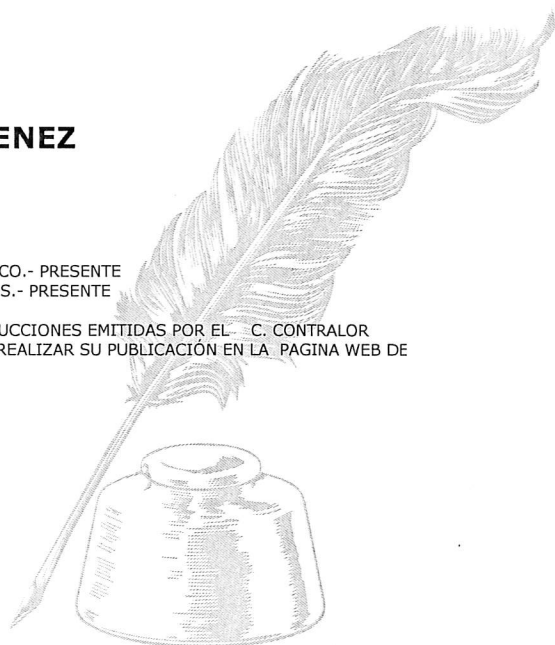 ENEZ
CO.- PRESENTE
S.- PRESENTE
UCCIONES EMITIDAS POR EL C. CONTRALOR
REALIZAR SU PUBLICACIÓN EN LA PAGINA WEB DE